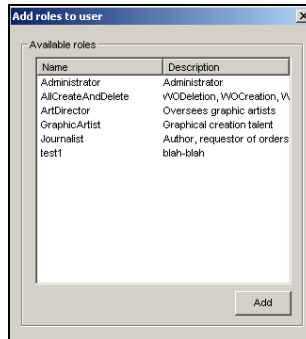 Add roles to user
Available roles
Name Description
Administrator Administrator
AllCreateAndDelete WODeletion, WOCreation, W
ArtDirector Oversees graphic artists
GraphicArtist Graphical creation talent
Journalist Author, requestor of orders
test1 blah-blah
Add